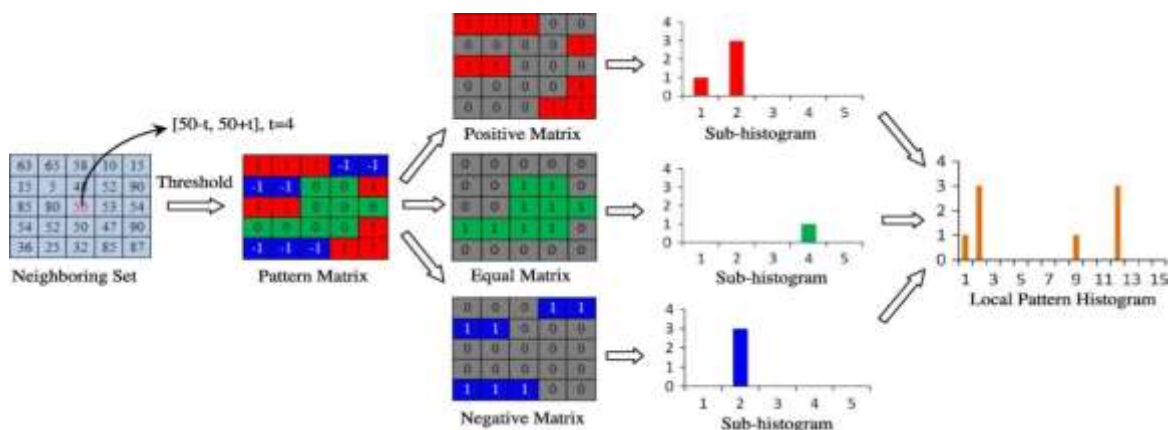 [50-t, 50+t], t=4
Threshold
63 65 58 10 15
15 5 52 90
85 80 50 53 54
54 52 50 47 90
36 25 32 85 87
Neighboring Set
1 1 1 -1 -1
-1 -1 0 0 1
1 1 0 0 0
0 0 0 0 1
-1 -1 -1 1 1
Pattern Matrix
1 1 1 0 0
0 0 0 0 1
1 1 0 0 0
0 0 0 0 1
0 0 0 1 1
Positive Matrix
0 0 0 0 0
0 0 1 1 0
0 0 1 1 1
1 1 1 1 0
0 0 0 0 0
Equal Matrix
0 0 0 1 1
1 1 0 0 0
0 0 0 0 0
0 0 0 0 0
1 1 1 0 0
Negative Matrix
4
3
2
1
0
1 2 3 4 5
Sub-histogram
4
3
2
1
0
1 2 3 4 5
Sub-histogram
4
3
2
1
0
1 2 3 4 5
Sub-histogram
4
3
2
1
0
1 3 5 7 9 11 13 15
Local Pattern Histogram